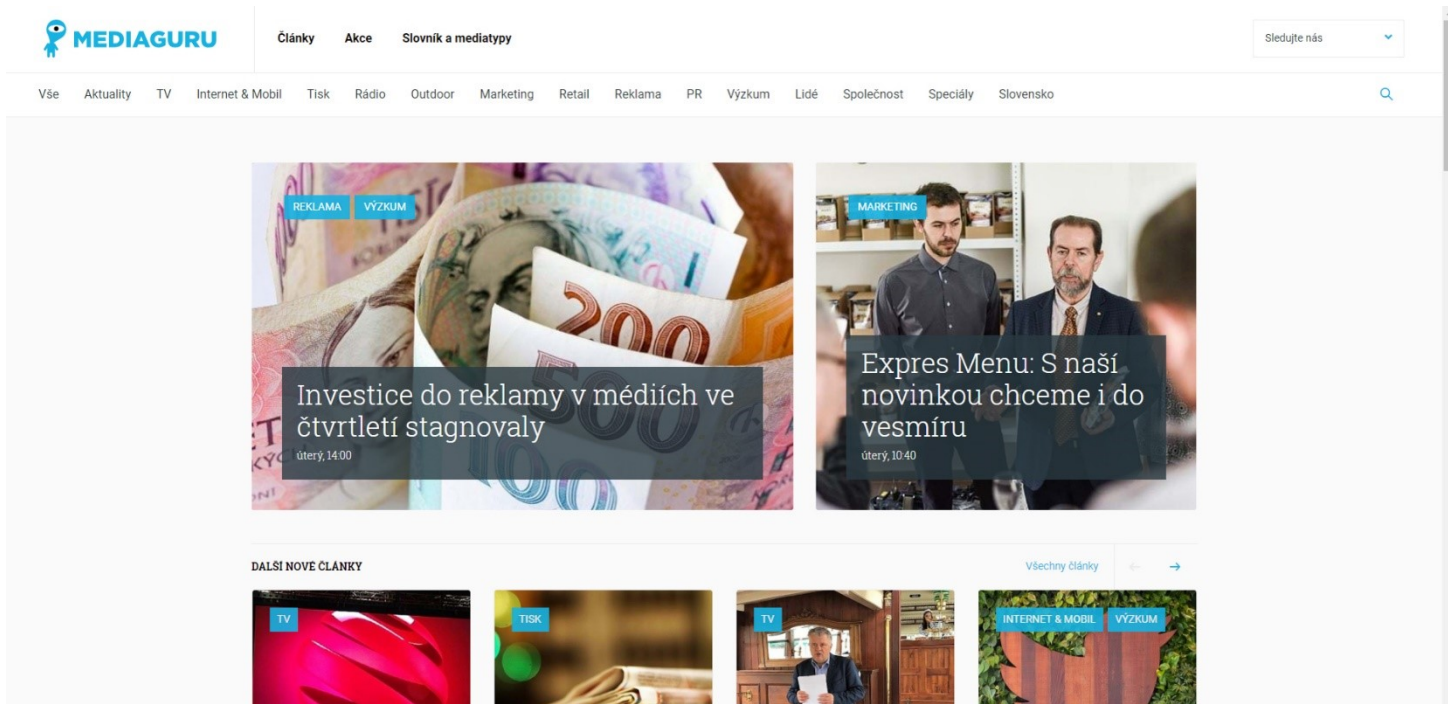 MEDIAGURU
Články Akce Slovník a mediatypy
Sledujte nás
Vše Aktuality TV Internet & Mobil Tisk Rádio Outdoor Marketing Retail Reklama PR Výzkum Lidé Společnost Speciály Slovensko
REKLAMA VÝZKUM
200
500
100
Investice do reklamy v médiích ve
čtvrtletí stagnovaly
úterý, 14:00
MARKETING
Expres Menu: S naší
novinkou chceme i do
vesmíru
úterý, 10:40
DALŠÍ NOVÉ ČLÁNKY
Všechny články
TV
TISK
TV
INTERNET & MOBIL VÝZKUM